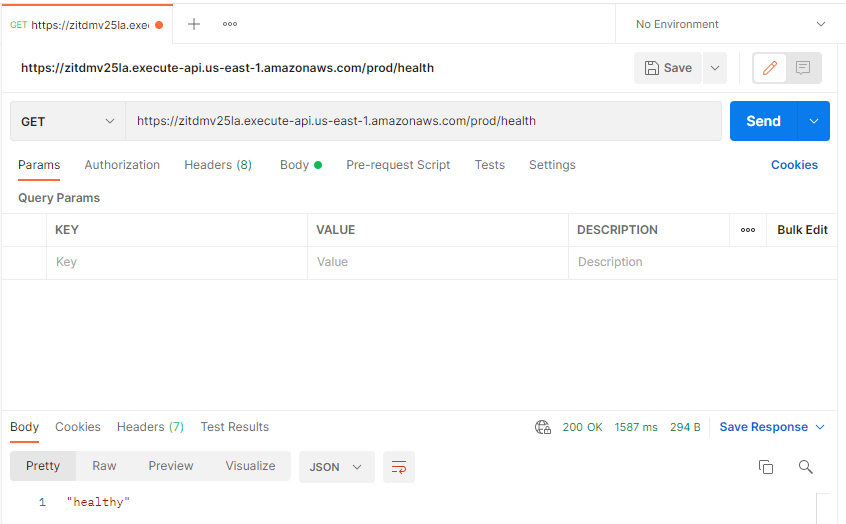 GET https://zitdmv25la.exe
No Environment
https://zitdmv25la.execute-api.us-east-1.amazonaws.com/prod/health
Save
GET https://zitdmv25la.execute-api.us-east-1.amazonaws.com/prod/health Send
Params Authorization Headers (8) Body Pre-request Script Tests Settings Cookies
Query Params
KEY VALUE DESCRIPTION Bulk Edit
Key Value Description
Body Cookies Headers (7) Test Results 200 OK 1587 ms 294 B Save Response
Pretty Raw Preview Visualize JSON
1 "healthy"